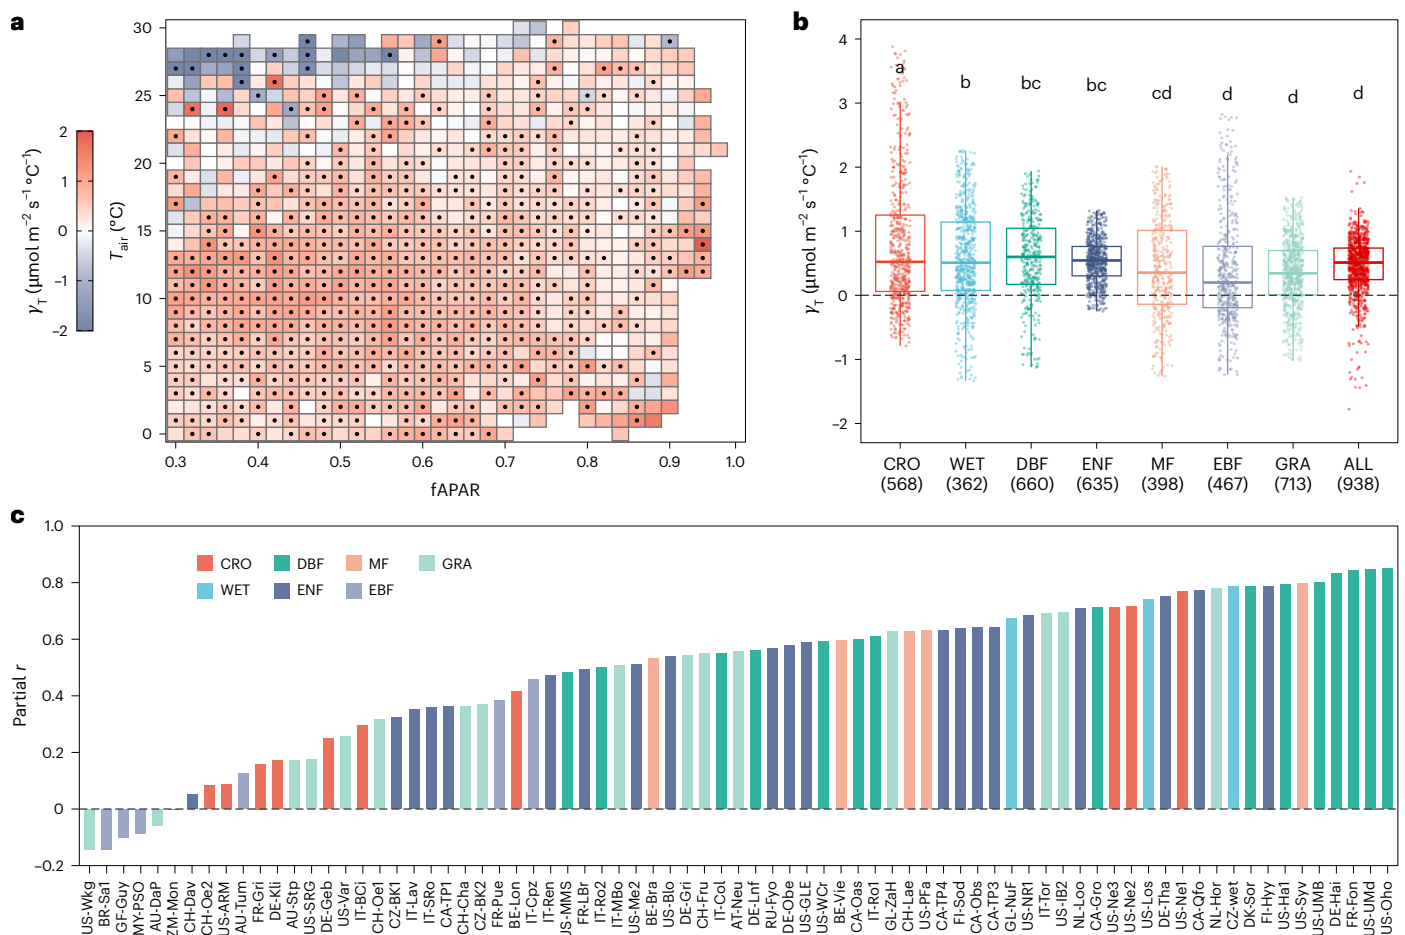 a
b
30
25
20
15
10
5
0
T air (°C)
0.3 0.4 0.5 0.6 0.7 0.8 0.9 1.0
fAPAR
2
1
0
−1
−2
γT (µmol m−2 s−1 °C−1)
4
3
2
1
0
−1
−2
γT (µmol m−2 s−1 °C−1)
a b bc bc cd d d d
CRO WET DBF ENF MF EBF GRA ALL
(568) (362) (660) (635) (398) (467) (713) (938)
c
1.0
0.8
0.6
0.4
0.2
0
−0.2
Partial r
CRO DBF MF GRA
WET ENF EBF
US-Wkg
BR-Sa1
GF-Guy
MY-PSO
AU-DaP
ZM-Mon
CH-Dav
CH-Oe2
US-ARM
AU-Tum
FR-Gri
DE-Kli
AU-Stp
US-SRG
DE-Geb
US-Var
IT-BCi
CH-Oe1
CZ-BK1
IT-Lav
IT-SRo
CA-TP1
CH-Cha
CZ-BK2
FR-Pue
BE-Lon
IT-Cpz
IT-Ren
US-MMS
FR-LBr
IT-Ro2
IT-MBo
US-Me2
BE-Bra
US-Blo
DE-Gri
CH-Fru
IT-Col
AT-Neu
DE-Lnf
RU-Fyo
DE-Obe
US-GLE
US-WCr
BE-Vie
CA-Oas
IT-Ro1
GL-ZaH
CH-Lae
US-PFa
CA-TP4
FI-Sod
CA-Obs
CA-TP3
GL-NuF
US-NR1
IT-Tor
US-IB2
NL-Loo
CA-Gro
US-Ne3
US-Ne2
US-Los
DE-Tha
US-Ne1
CA-Qfo
NL-Hor
CZ-wet
DK-Sor
FI-Hyy
US-Ha1
US-Syv
US-UMB
DE-Hai
FR-Fon
US-UMd
US-Oho